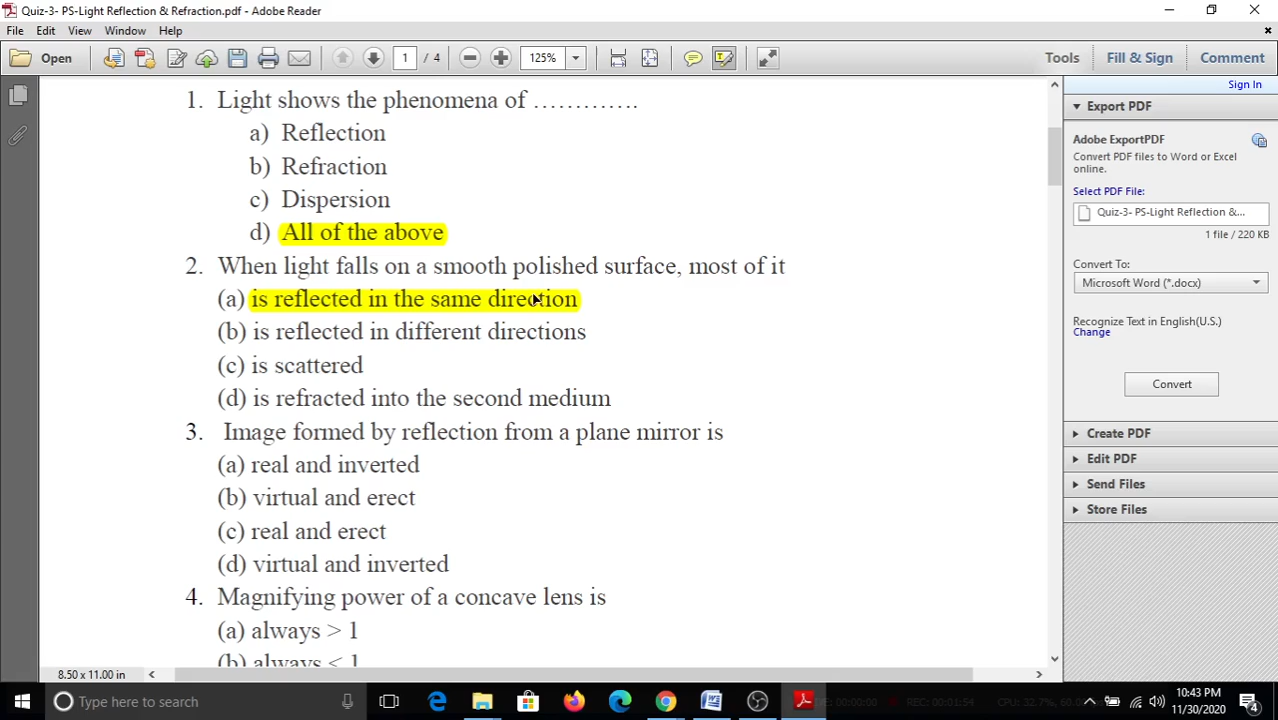 Quiz-3- PS-Light Reflection & Refraction.pdf - Adobe Reader
File Edit View Window Help
Open
1 / 4
125%
Tools Fill & Sign Comment
Sign In
1. Light shows the phenomena of ………….
a) Reflection
b) Refraction
c) Dispersion
d) All of the above
2. When light falls on a smooth polished surface, most of it
(a) is reflected in the same direction
(b) is reflected in different directions
(c) is scattered
(d) is refracted into the second medium
3. Image formed by reflection from a plane mirror is
(a) real and inverted
(b) virtual and erect
(c) real and erect
(d) virtual and inverted
4. Magnifying power of a concave lens is
(a) always > 1
(b) always < 1
Export PDF
Adobe ExportPDF
Convert PDF files to Word or Excel
online.
Select PDF File:
Quiz-3- PS-Light Reflection &...
1 file / 220 KB
Convert To:
Microsoft Word (*.docx)
Recognize Text in English(U.S.)
Change
Convert
Create PDF
Edit PDF
Send Files
Store Files
8.50 x 11.00 in
Type here to search
REC: 00:01:54
10:43 PM
11/30/2020
4